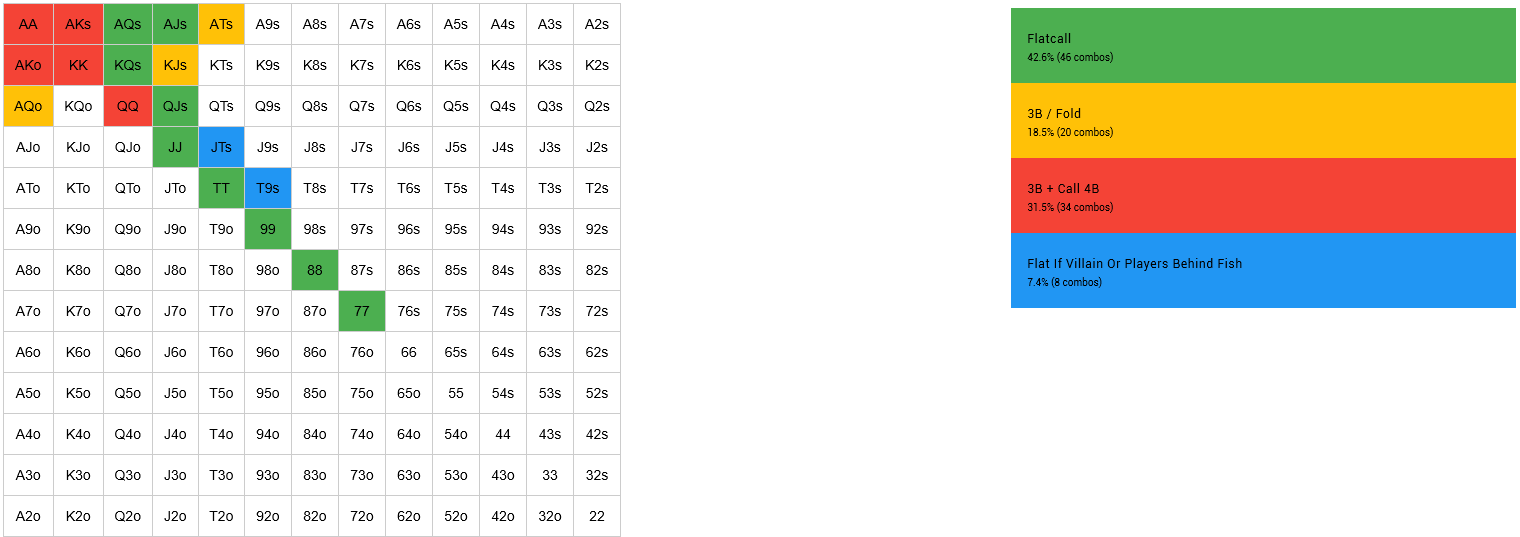 AA AKs AQs AJs ATs A9s A8s A7s A6s A5s A4s A3s A2s
AKo KK KQs KJs KTs K9s K8s K7s K6s K5s K4s K3s K2s
AQo KQo QQ QJs QTs Q9s Q8s Q7s Q6s Q5s Q4s Q3s Q2s
AJo KJo QJo JJ JTs J9s J8s J7s J6s J5s J4s J3s J2s
ATo KTo QTo JTo TT T9s T8s T7s T6s T5s T4s T3s T2s
A9o K9o Q9o J9o T9o 99 98s 97s 96s 95s 94s 93s 92s
A8o K8o Q8o J8o T8o 98o 88 87s 86s 85s 84s 83s 82s
A7o K7o Q7o J7o T7o 97o 87o 77 76s 75s 74s 73s 72s
A6o K6o Q6o J6o T6o 96o 86o 76o 66 65s 64s 63s 62s
A5o K5o Q5o J5o T5o 95o 85o 75o 65o 55 54s 53s 52s
A4o K4o Q4o J4o T4o 94o 84o 74o 64o 54o 44 43s 42s
A3o K3o Q3o J3o T3o 93o 83o 73o 63o 53o 43o 33 32s
A2o K2o Q2o J2o T2o 92o 82o 72o 62o 52o 42o 32o 22
Flatcall
42.6% (46 combos)
3B / Fold
18.5% (20 combos)
3B + Call 4B
31.5% (34 combos)
Flat If Villain Or Players Behind Fish
7.4% (8 combos)